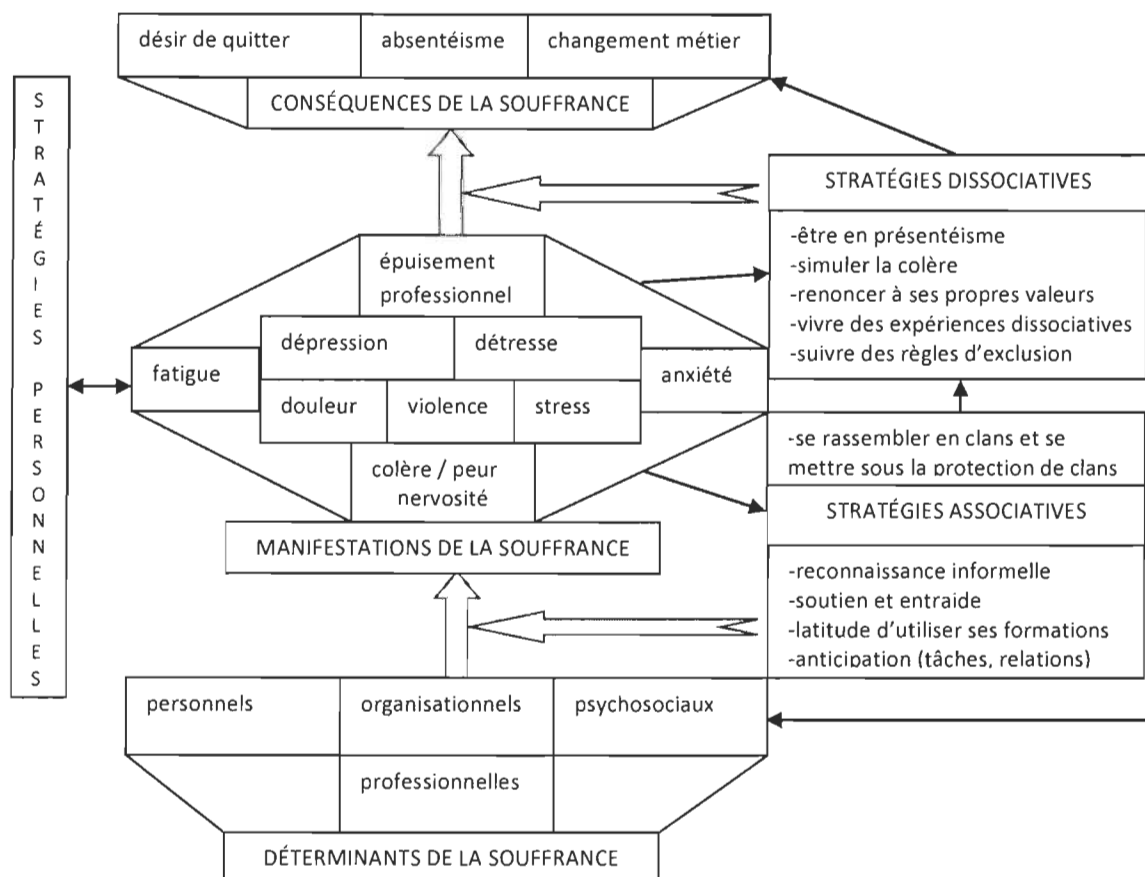 désir de quitter
absentéisme
changement métier
CONSÉQUENCES DE LA SOUFFRANCE
STRATÉGIES PERSONNELLES
STRATÉGIES DISSOCIATIVES
-être en présentéisme
-simuler la colère
-renoncer à ses propres valeurs
-vivre des expériences dissociatives
-suivre des règles d'exclusion
épuisement
professionnel
dépression
détresse
fatigue
anxiété
douleur
violence
stress
colère / peur
nervosité
MANIFESTATIONS DE LA SOUFFRANCE
-se rassembler en clans et se
mettre sous la protection de clans
STRATÉGIES ASSOCIATIVES
-reconnaissance informelle
-soutien et entraide
-latitude d'utiliser ses formations
-anticipation (tâches, relations)
personnels
organisationnels
psychosociaux
professionnelles
DÉTERMINANTS DE LA SOUFFRANCE